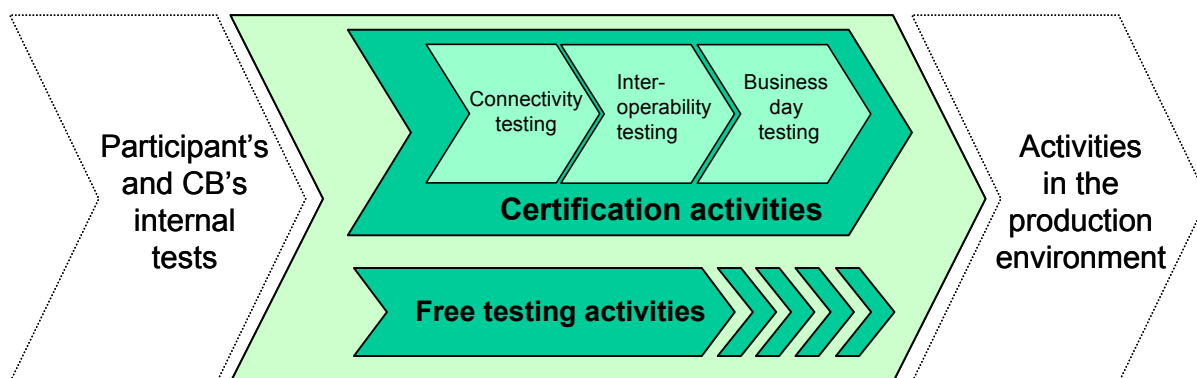 Participant's
and CB's
internal
tests
Connectivity
testing
Inter-
operability
testing
Business
day
testing
Certification activities
Free testing activities
Activities
in the
production
environment